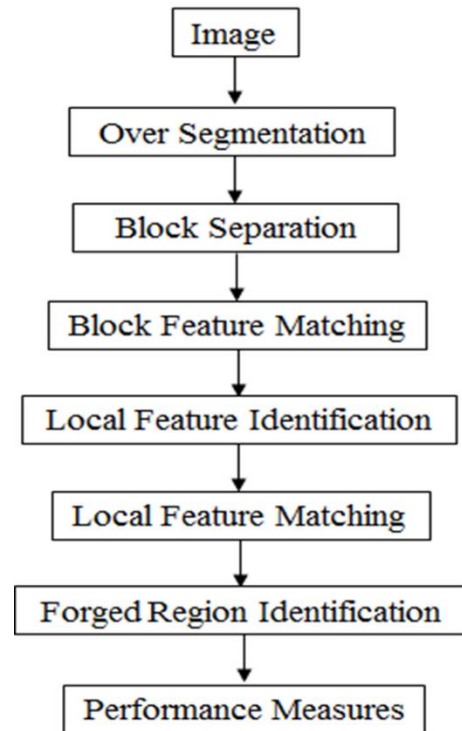 Image
Over Segmentation
Block Separation
Block Feature Matching
Local Feature Identification
Local Feature Matching
Forged Region Identification
Performance Measures